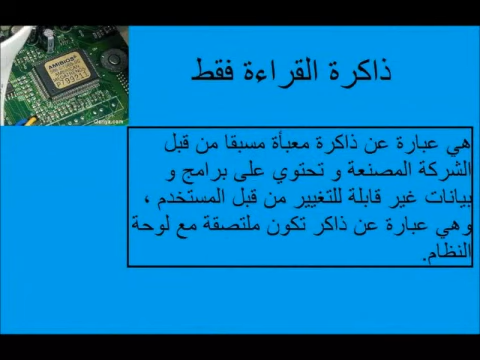 ذاكرة القراءة فقط
هي عبارة عن ذاكرة معبأة مسبقا من قبل
الشركة المصنعة و تحتوي على برامج و
بيانات غير قابلة للتغيير من قبل المستخدم ،
وهي عبارة عن ذاكر تكون ملتصقة مع لوحة
النظام.
AMIBIOS